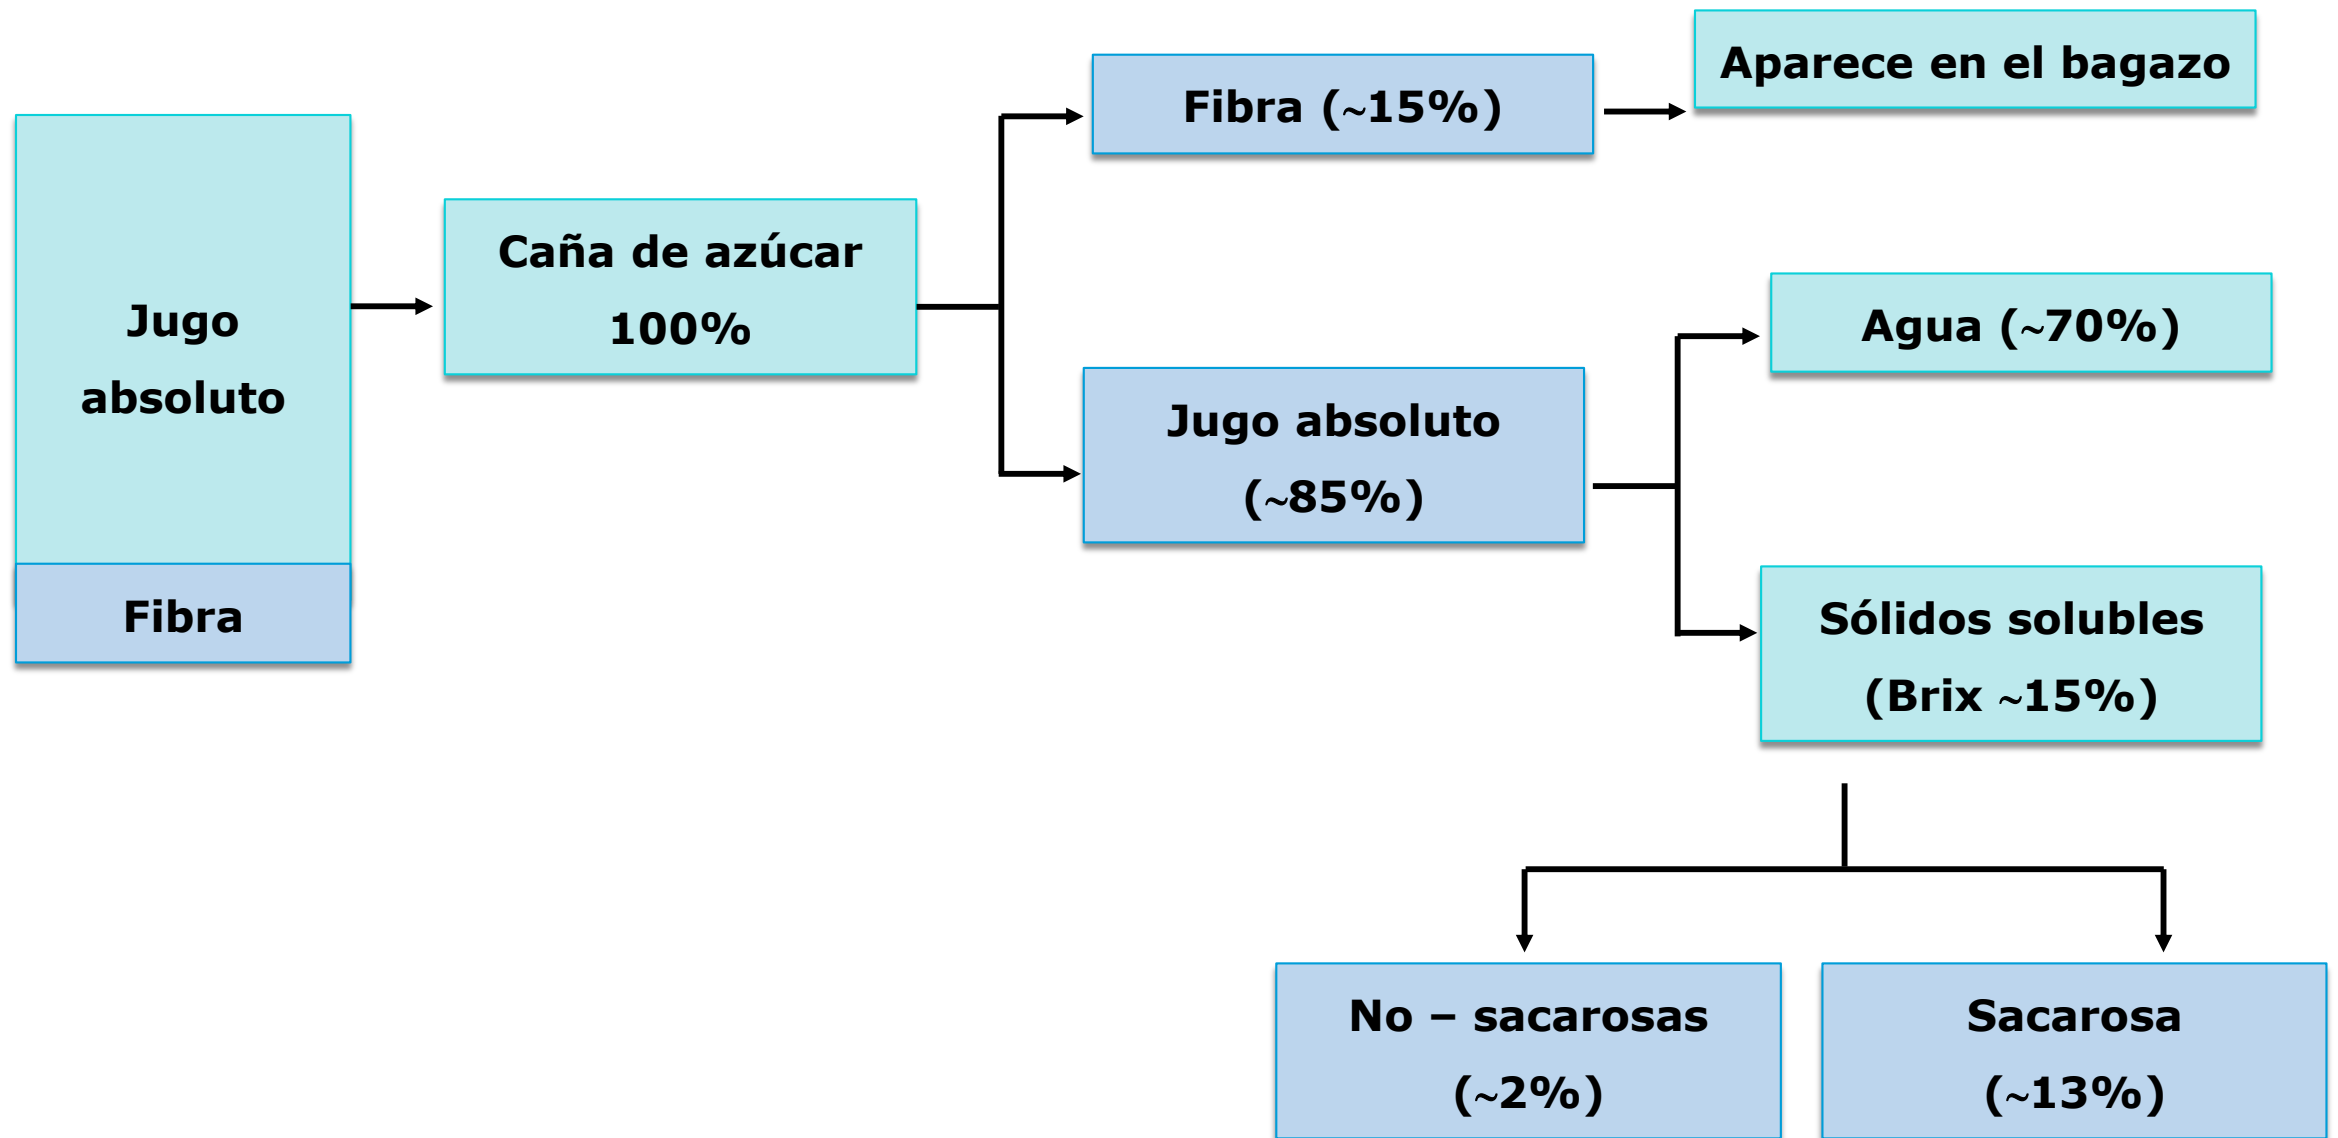 Jugo
absoluto
Fibra
Caña de azúcar
100%
Fibra (~15%)
Aparece en el bagazo
Jugo absoluto
(~85%)
Agua (~70%)
Sólidos solubles
(Brix ~15%)
No – sacarosas
(~2%)
Sacarosa
(~13%)